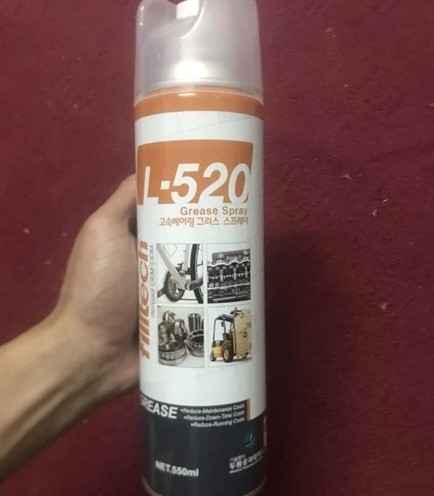 L-520
Grease Spray
고속베어링 그리스 스프레이
filltech
GREASE
•Reduce-Maintenance Costs
•Reduce-Down-Time Costs
•Reduce-Running Costs
NET.550ml